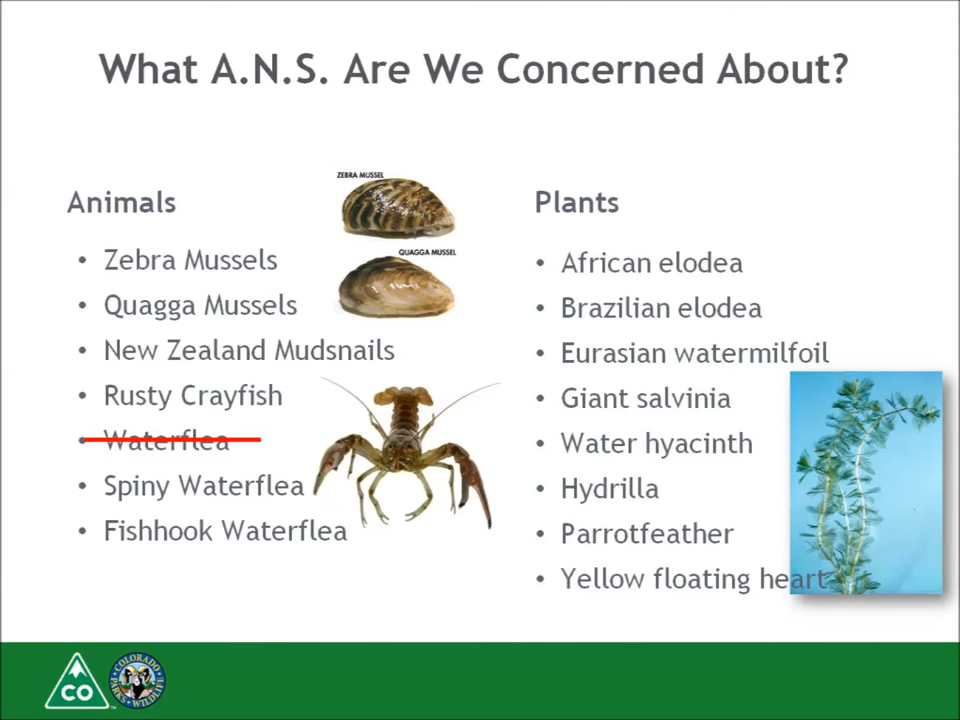 What A.N.S. Are We Concerned About?
Animals
• Zebra Mussels
• Quagga Mussels
• New Zealand Mudsnails
• Rusty Crayfish
• Waterflea
• Spiny Waterflea
• Fishhook Waterflea
ZEBRA MUSSEL
QUAGGA MUSSEL
Plants
• African elodea
• Brazilian elodea
• Eurasian watermilfoil
• Giant salvinia
• Water hyacinth
• Hydrilla
• Parrotfeather
• Yellow floating heart
CO
COLORADO
PARKS WILDLIFE